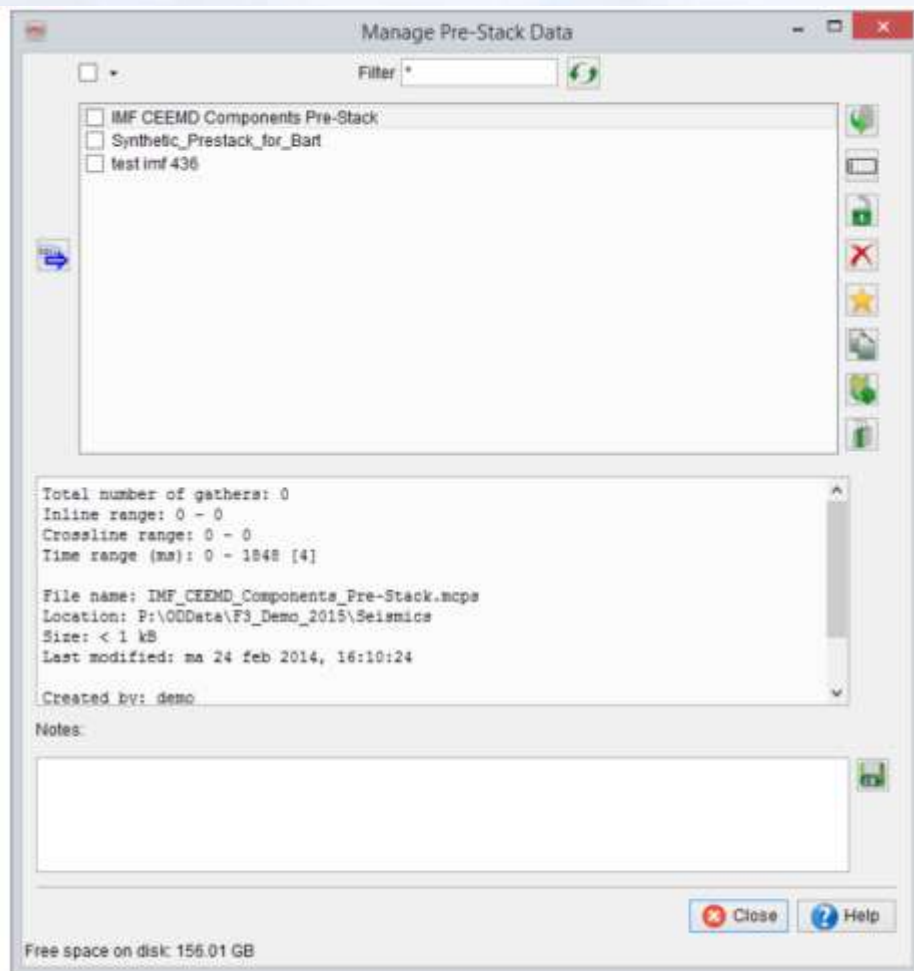 Manage Pre-Stack Data
Filter *
IMF CEEMD Components Pre-Stack
Synthetic_Prestack_for_Bart
test imf 436
Total number of gathers: 0
Inline range: 0 - 0
Crossline range: 0 - 0
Time range (ms): 0 - 1848 [4]
File name: IMF_CEEMD_Components_Pre-Stack.mcps
Location: P:\ODData\F3_Demo_2015\Seismics
Size: < 1 kB
Last modified: ma 24 feb 2014, 16:10:24
Created by: demo
Notes:
Close
Help
Free space on disk: 156.01 GB